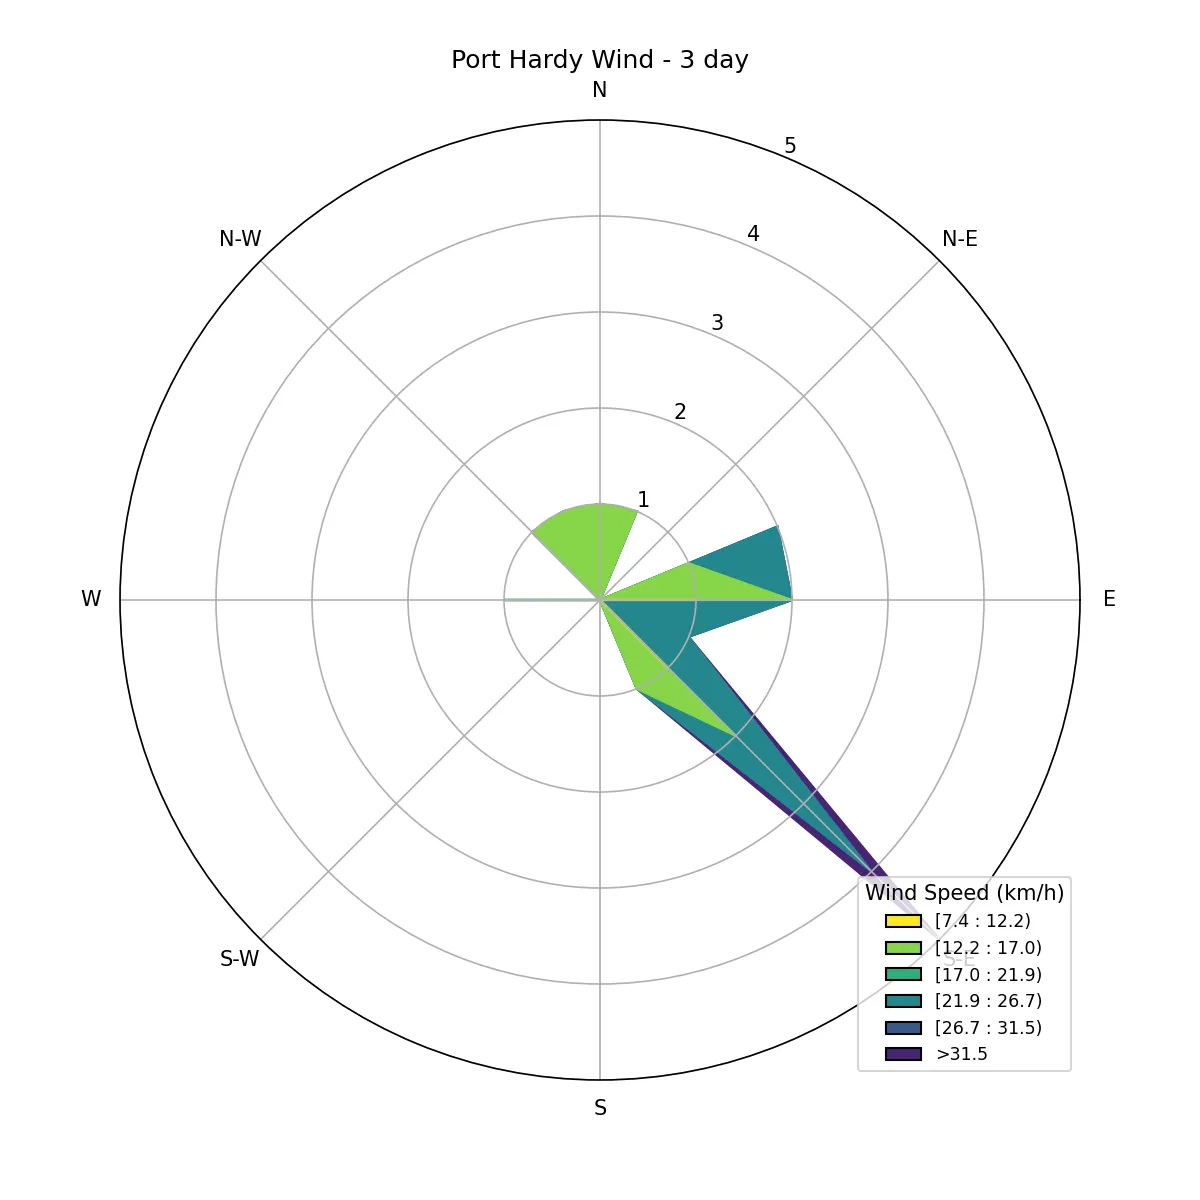 Port Hardy Wind - 3 day
N
5
N-W
N-E
4
3
2
1
W
E
Wind Speed (km/h)
[7.4 : 12.2)
[12.2 : 17.0)
S-W
S-E
[17.0 : 21.9)
[21.9 : 26.7)
[26.7 : 31.5)
>31.5
S